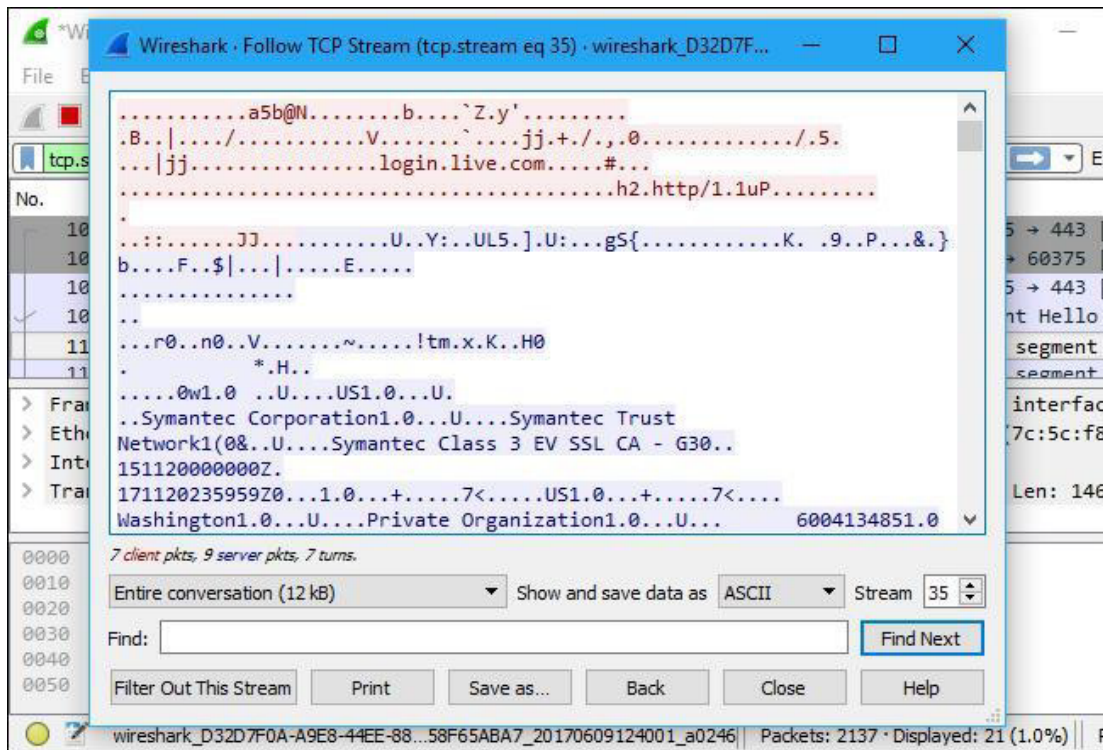 *Wi
Wireshark · Follow TCP Stream (tcp.stream eq 35) · wireshark_D32D7F...
File E
tcp.s
E
No.
...........a5b@N........b....`Z.y'.........
.B..|..../...........V.......`....jj.+./.,.0............./.5.
...|jj.................login.live.com.....#...
............................................h2.http/1.1uP.........
.
..::......JJ............U..Y:..UL5.].U:...gS{............K. .9..P...&.}
b....F..$|...|.....E.....
...............
..
...r0..n0..V.......~.....!tm.x.K..H0
. *.H..
.....0w1.0 ..U....US1.0...U.
..Symantec Corporation1.0...U....Symantec Trust
Network1(0&..U....Symantec Class 3 EV SSL CA - G30..
151120000000Z.
171120235959Z0...1.0...+.....7<.....US1.0...+.....7<....
Washington1.0...U....Private Organization1.0...U... 6004134851.0
10 5 → 443
10 → 60375
10 5 → 443
10 nt Hello
11 segment
11 segment
Frar interfac
Ethe 7c:5c:f8
Inte
Tran Len: 146
7 client pkts, 9 server pkts, 7 turns.
Entire conversation (12 kB) Show and save data as ASCII Stream 35
Find: Find Next
Filter Out This Stream Print Save as... Back Close Help
0000
0010
0020
0030
0040
0050
wireshark_D32D7F0A-A9E8-44EE-88...58F65ABA7_20170609124001_a0246 Packets: 2137 · Displayed: 21 (1.0%)